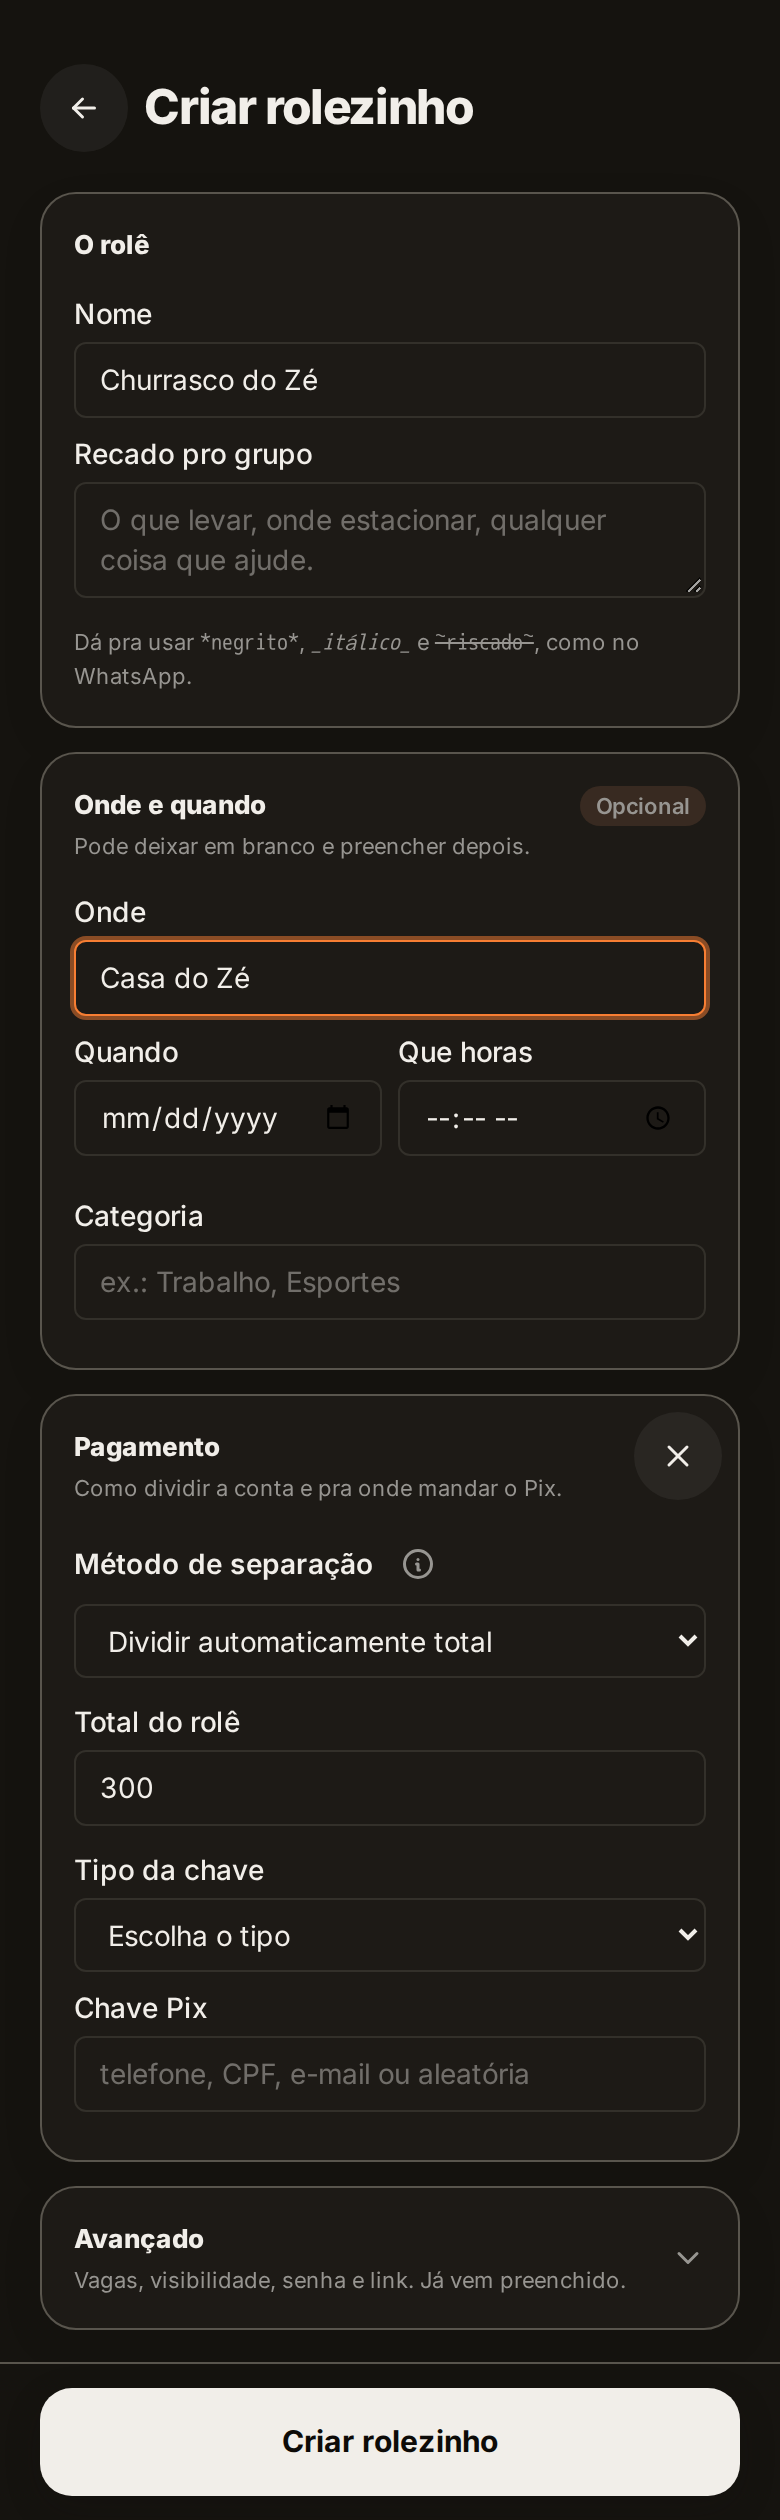 Criar rolezinho
O rolê
Nome
Churrasco do Zé
Recado pro grupo
O que levar, onde estacionar, qualquer
coisa que ajude.
Dá pra usar *negrito*, _itálico_ e ~riscado~, como no
WhatsApp.
Onde e quando
Opcional
Pode deixar em branco e preencher depois.
Onde
Casa do Zé
Quando
Que horas
mm/dd/yyyy
--:-- --
Categoria
ex.: Trabalho, Esportes
Pagamento
Como dividir a conta e pra onde mandar o Pix.
Método de separação
Dividir automaticamente total
Total do rolê
300
Tipo da chave
Escolha o tipo
Chave Pix
telefone, CPF, e-mail ou aleatória
Avançado
Vagas, visibilidade, senha e link. Já vem preenchido.
Criar rolezinho